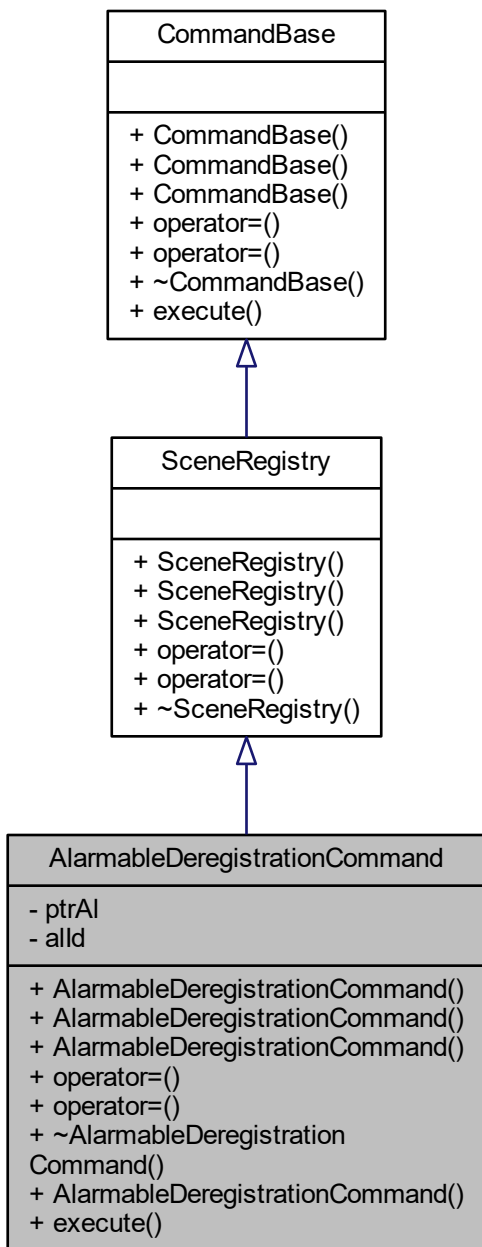 CommandBase
+ CommandBase()
+ CommandBase()
+ CommandBase()
+ operator=()
+ operator=()
+ ~CommandBase()
+ execute()
SceneRegistry
+ SceneRegistry()
+ SceneRegistry()
+ SceneRegistry()
+ operator=()
+ operator=()
+ ~SceneRegistry()
AlarmableDeregistrationCommand
- ptrAl
- alId
+ AlarmableDeregistrationCommand()
+ AlarmableDeregistrationCommand()
+ AlarmableDeregistrationCommand()
+ operator=()
+ operator=()
+ ~AlarmableDeregistration
Command()
+ AlarmableDeregistrationCommand()
+ execute()